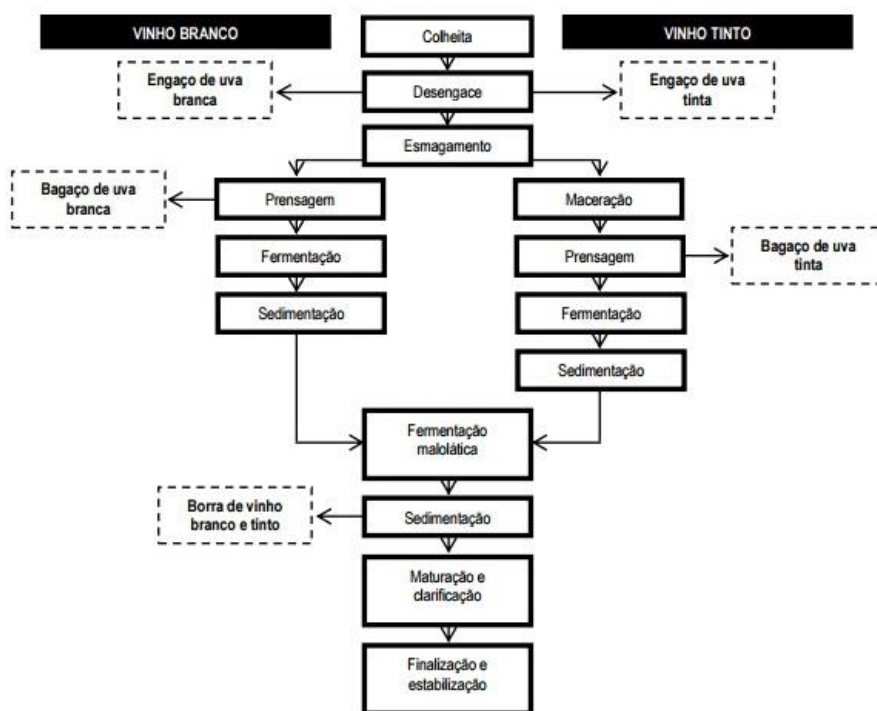 VINHO BRANCO
Colheita
VINHO TINTO
Engaço de uva
branca
Desengace
Engaço de uva
tinta
Esmagamento
Bagaço de uva
branca
Prensagem
Maceração
Fermentação
Prensagem
Bagaço de uva
tinta
Sedimentação
Fermentação
Sedimentação
Fermentação
malolática
Borra de vinho
branco e tinto
Sedimentação
Maturação e
clarificação
Finalização e
estabilização